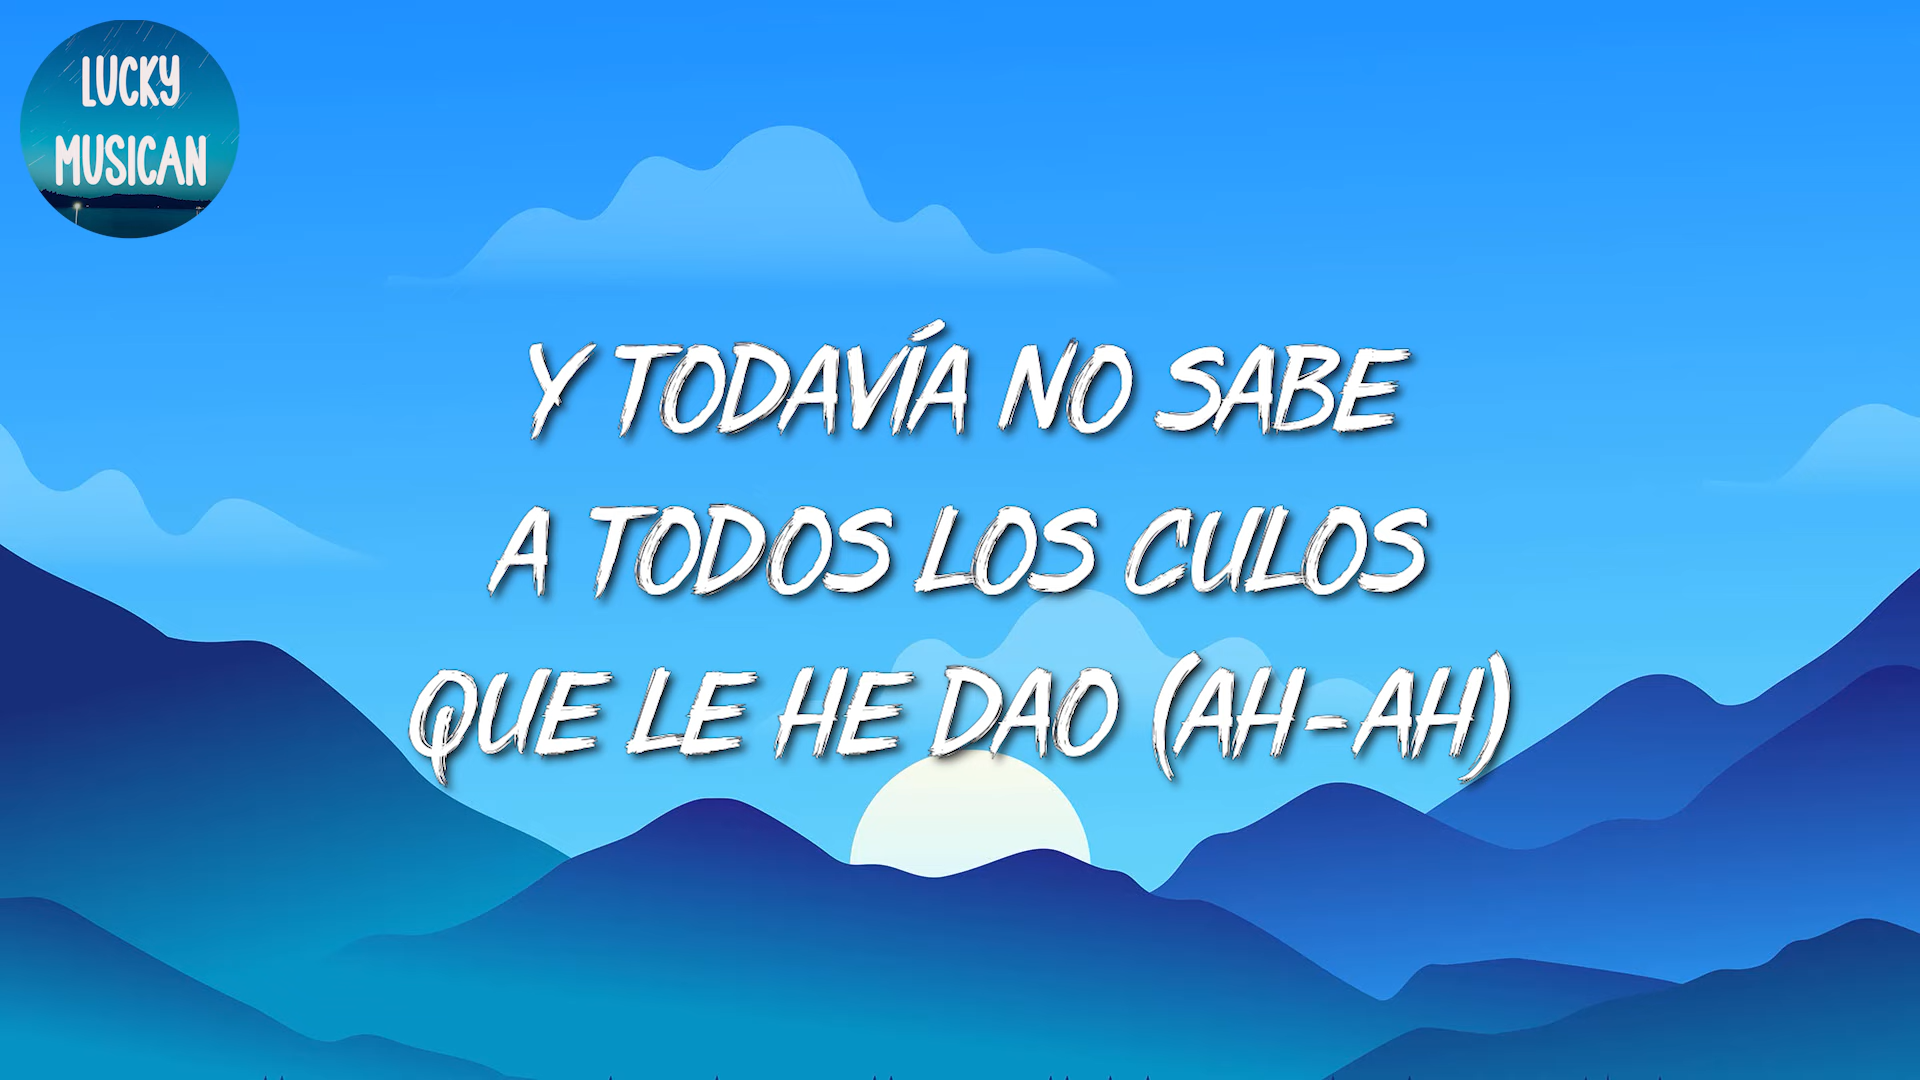 LUCKY
MUSICAN
Y TODAVÍA NO SABE
A TODOS LOS CULOS
QUE LE HE DAO (AH-AH)